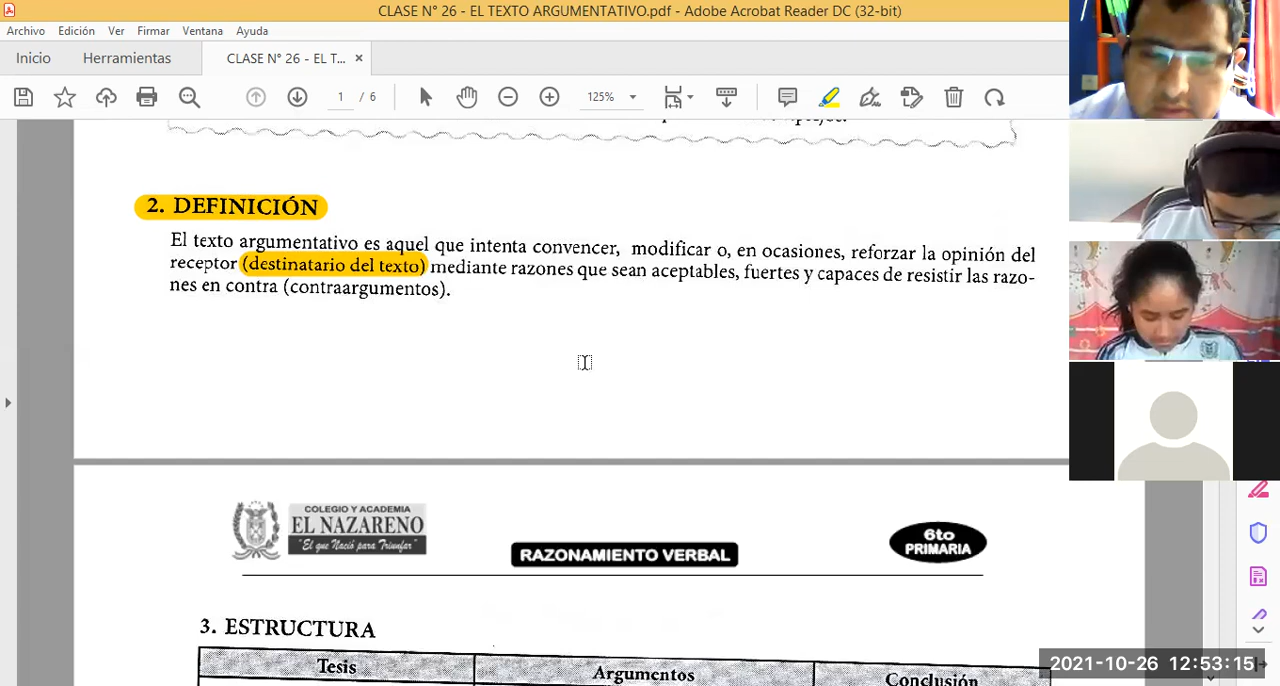 CLASE N° 26 - EL TEXTO ARGUMENTATIVO.pdf - Adobe Acrobat Reader DC (32-bit)
Archivo Edición Ver Firmar Ventana Ayuda
Inicio Herramientas CLASE N° 26 - EL T... ×
1 / 6 125%
2. DEFINICIÓN
El texto argumentativo es aquel que intenta convencer, modificar o, en ocasiones, reforzar la opinión del
receptor (destinatario del texto) mediante razones que sean aceptables, fuertes y capaces de resistir las razo-
nes en contra (contraargumentos).
COLEGIO Y ACADEMIA
EL NAZARENO
"El que Nació para Triunfar"
RAZONAMIENTO VERBAL
6to
PRIMARIA
3. ESTRUCTURA
Tesis Argumentos Conclusión
2021-10-26 12:53:15